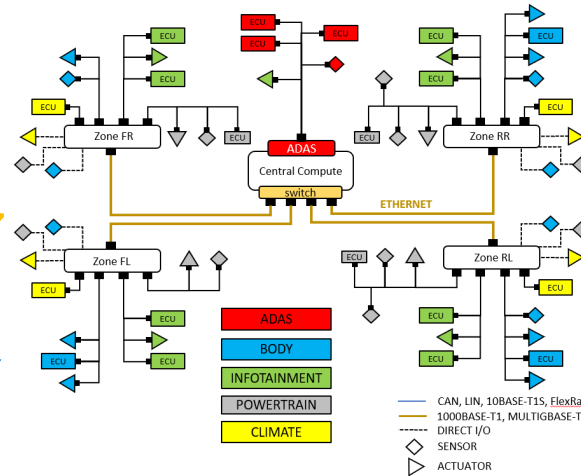 ECU
ECU
ECU
ECU
ECU
ECU
ECU
ECU
ECU
ECU
ECU
ECU
ECU
Zone FR
ADAS
Central Compute
switch
Zone RR
ETHERNET
Zone FL
Zone RL
ECU
ECU
ECU
ECU
ECU
ECU
ECU
ECU
ECU
ADAS
BODY
INFOTAINMENT
POWERTRAIN
CLIMATE
CAN, LIN, 10BASE-T1S, FlexRa
1000BASE-T1, MULTIGBASE-T
DIRECT I/O
SENSOR
ACTUATOR